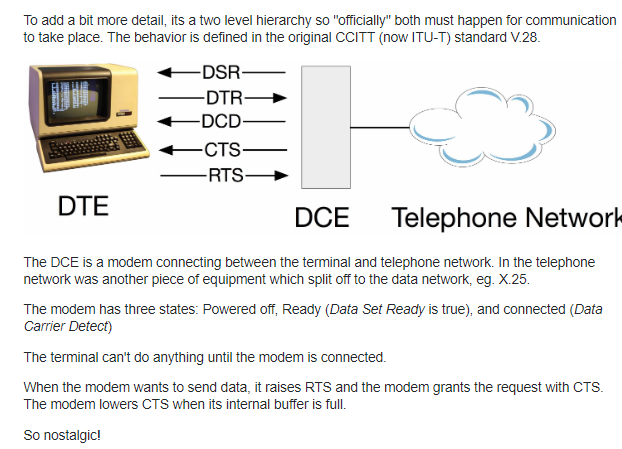 To add a bit more detail, its a two level hierarchy so "officially" both must happen for communication
to take place. The behavior is defined in the original CCITT (now ITU-T) standard V.28.
DSR
DTR
DCD
CTS
RTS
DTE
DCE
Telephone Network
The DCE is a modem connecting between the terminal and telephone network. In the telephone
network was another piece of equipment which split off to the data network, eg. X.25.
The modem has three states: Powered off, Ready (Data Set Ready is true), and connected (Data
Carrier Detect)
The terminal can't do anything until the modem is connected.
When the modem wants to send data, it raises RTS and the modem grants the request with CTS.
The modem lowers CTS when its internal buffer is full.
So nostalgic!